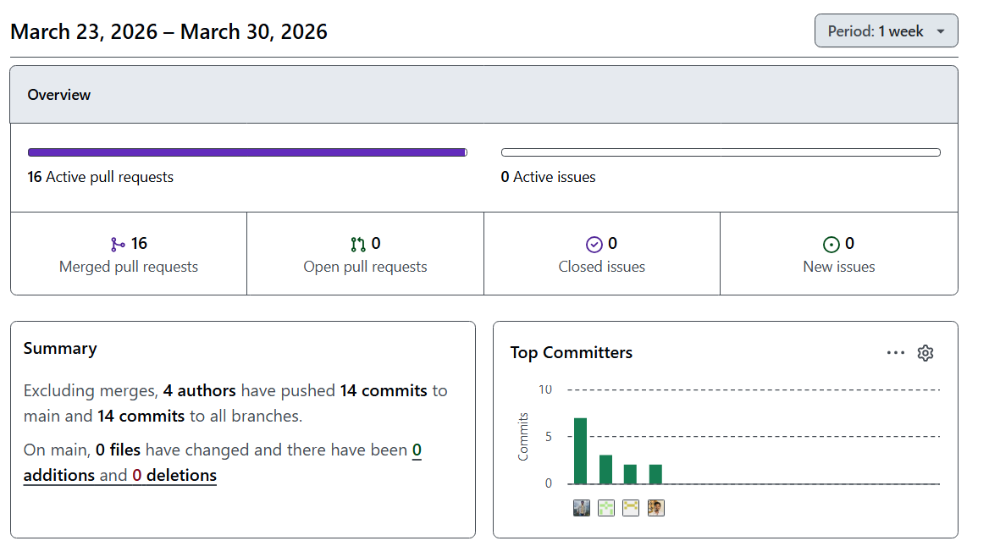 March 23, 2026 – March 30, 2026
Period: 1 week
Overview
16 Active pull requests
0 Active issues
16
Merged pull requests
0
Open pull requests
0
Closed issues
0
New issues
Summary
Excluding merges, 4 authors have pushed 14 commits to
main and 14 commits to all branches.
On main, 0 files have changed and there have been 0
additions and 0 deletions
Top Committers
10
5
0
Commits